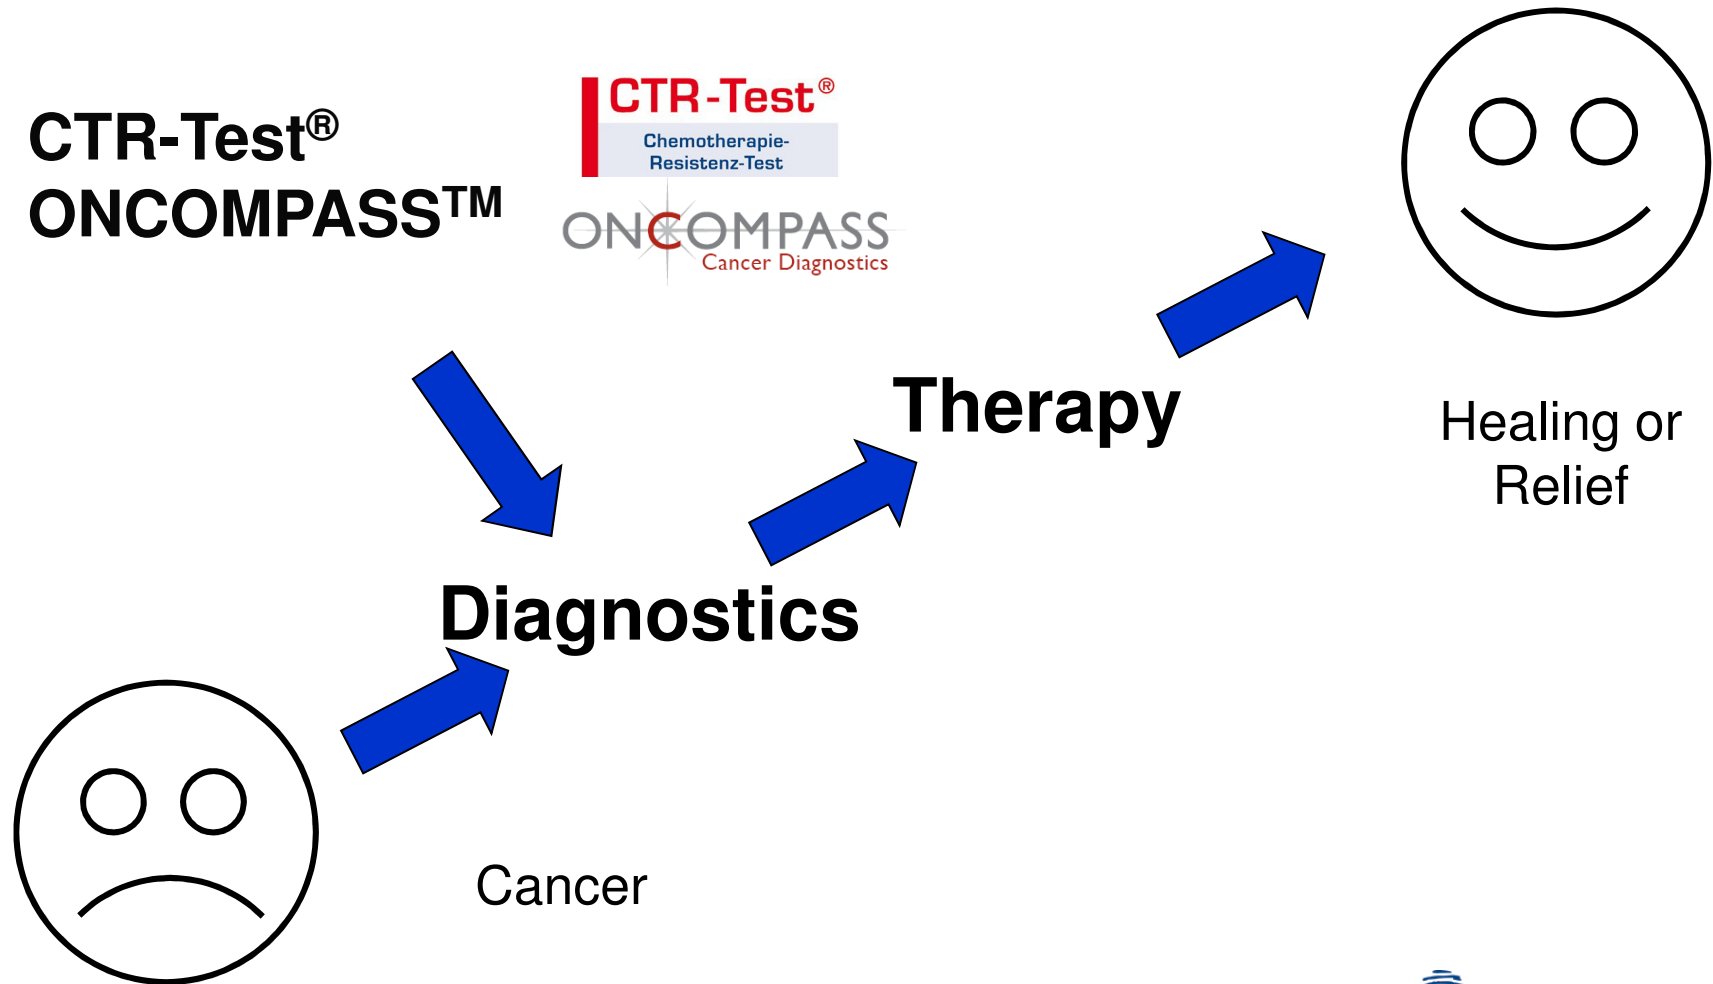 CTR-Test®
ONCOMPASS™
CTR-Test®
Chemotherapie-
Resistenz-Test
ONCOMPASS
Cancer Diagnostics
Therapy
Healing or
Relief
Diagnostics
Cancer